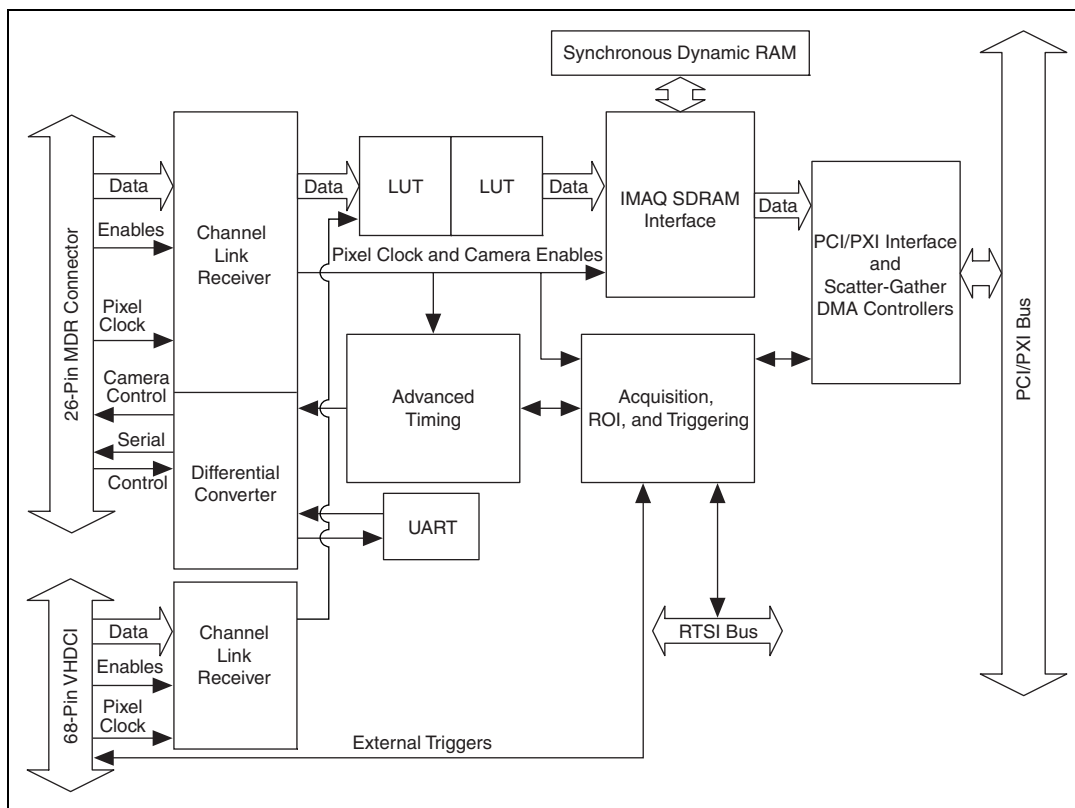 Synchronous Dynamic RAM
26-Pin MDR Connector
Data
Enables
Pixel
Clock
Camera
Control
Serial
Control
Channel
Link
Receiver
Differential
Converter
Data
LUT
LUT
Data
Pixel Clock and Camera Enables
IMAQ SDRAM
Interface
Data
PCI/PXI Interface
and
Scatter-Gather
DMA Controllers
PCI/PXI Bus
Advanced
Timing
Acquisition,
ROI, and Triggering
UART
68-Pin VHDCI
Data
Enables
Pixel
Clock
Channel
Link
Receiver
RTSI Bus
External Triggers